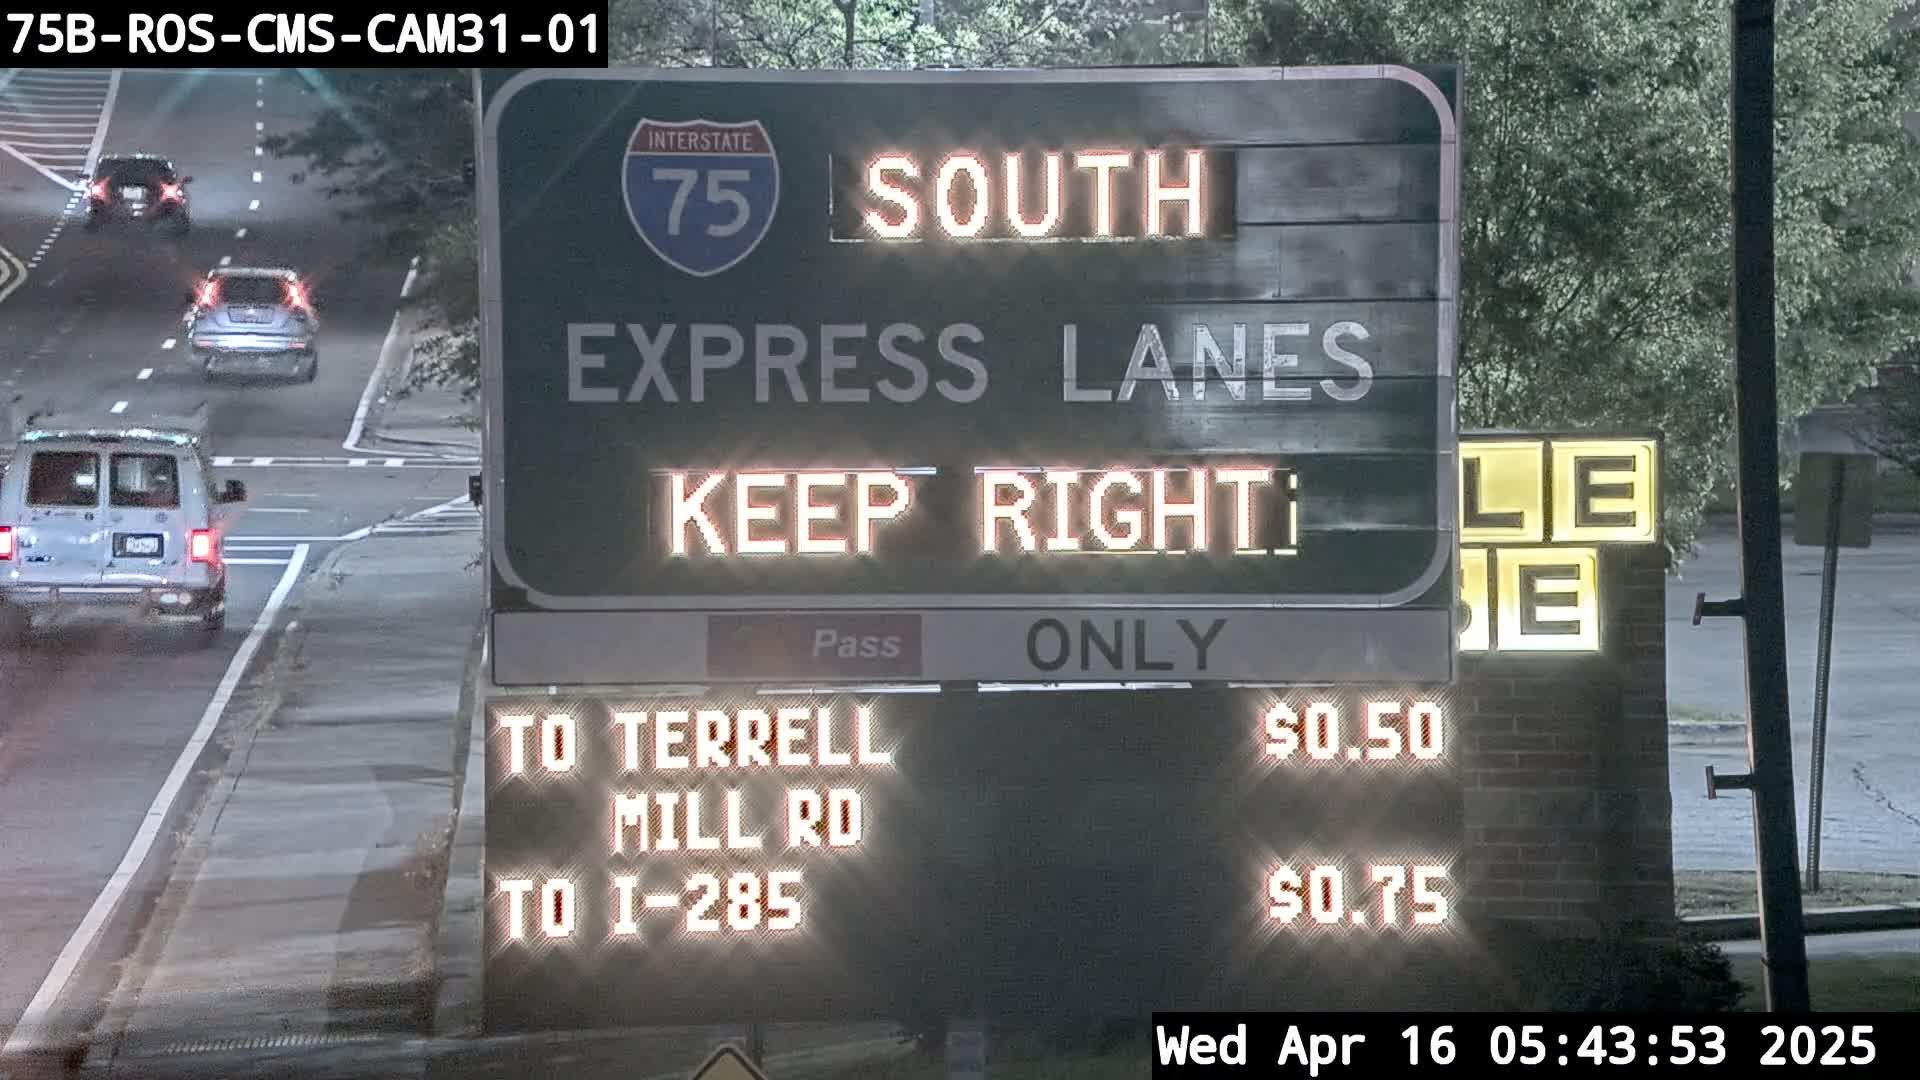 75B-ROS-CMS-CAM31-01
INTERSTATE
75
SOUTH
EXPRESS LANES
KEEP RIGHT
Pass ONLY
TO TERRELL $0.50
MILL RD
TO I-285 $0.75
LE
E
Wed Apr 16 05:43:53 2025